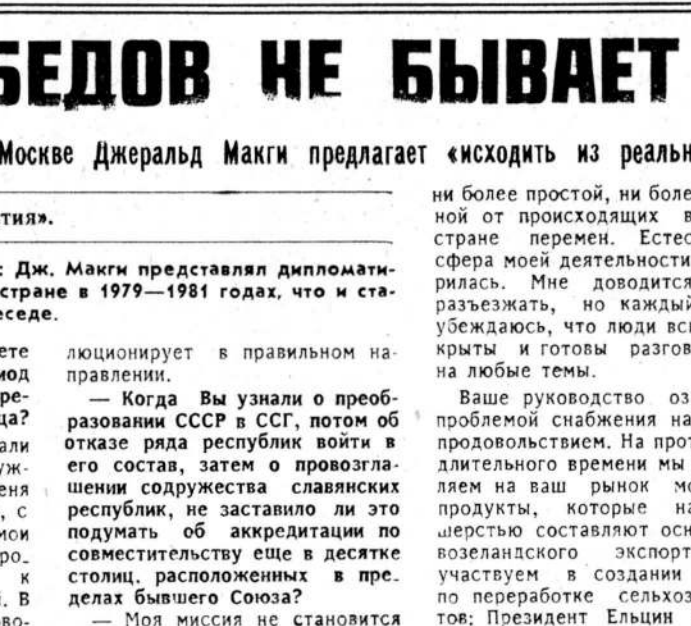 БЕДОВ НЕ БЫВАЕТ
Москве Джеральд Макги предлагает «исходить из реальн
тия».
: Дж. Макги представлял дипломати-
стране в 1979—1981 годах, что и ста-
еседе.
ете
иод
ре-
ца?
али
уж-
еня
, с
мои
ро-
к
. В
во-
люционирует в правильном на-
правлении.
— Когда Вы узнали о преоб-
разовании СССР в ССГ, потом об
отказе ряда республик войти в
его состав, затем о провозгла-
шении содружества славянских
республик, не заставило ли это
подумать об аккредитации по
совместительству еще в десятке
столиц, расположенных в пре-
делах бывшего Союза?
— Моя миссия не становится
ни более простой, ни боле
ной от происходящих в
стране перемен. Естес
сфера моей деятельности
рилась. Мне доводится
разъезжать, но каждый
убеждаюсь, что люди вс
крыты и готовы разгов
на любые темы.
Ваше руководство оз
проблемой снабжения на
продовольствием. На прот
длительного времени мы
ляем на ваш рынок мо
продукты, которые на
шерстью составляют осн
возеландского экспорт
участвуем в создании
по переработке сельхоз
тов: Президент Ельцин